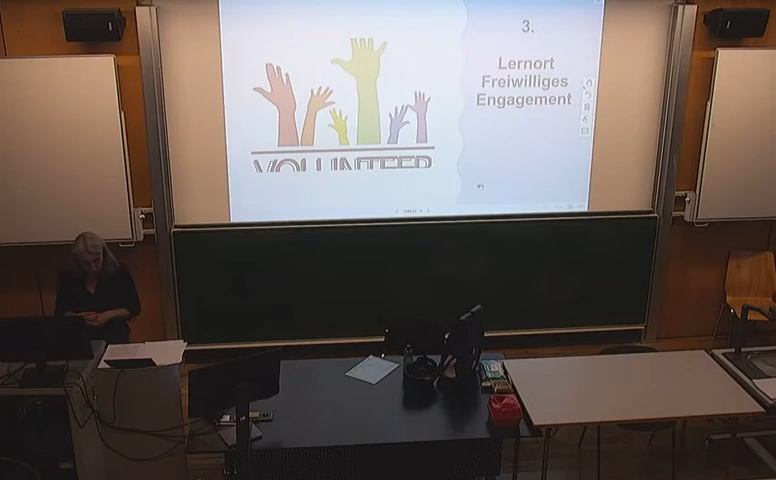 3.
Lernort
Freiwilliges
Engagement
VOLUNTEER